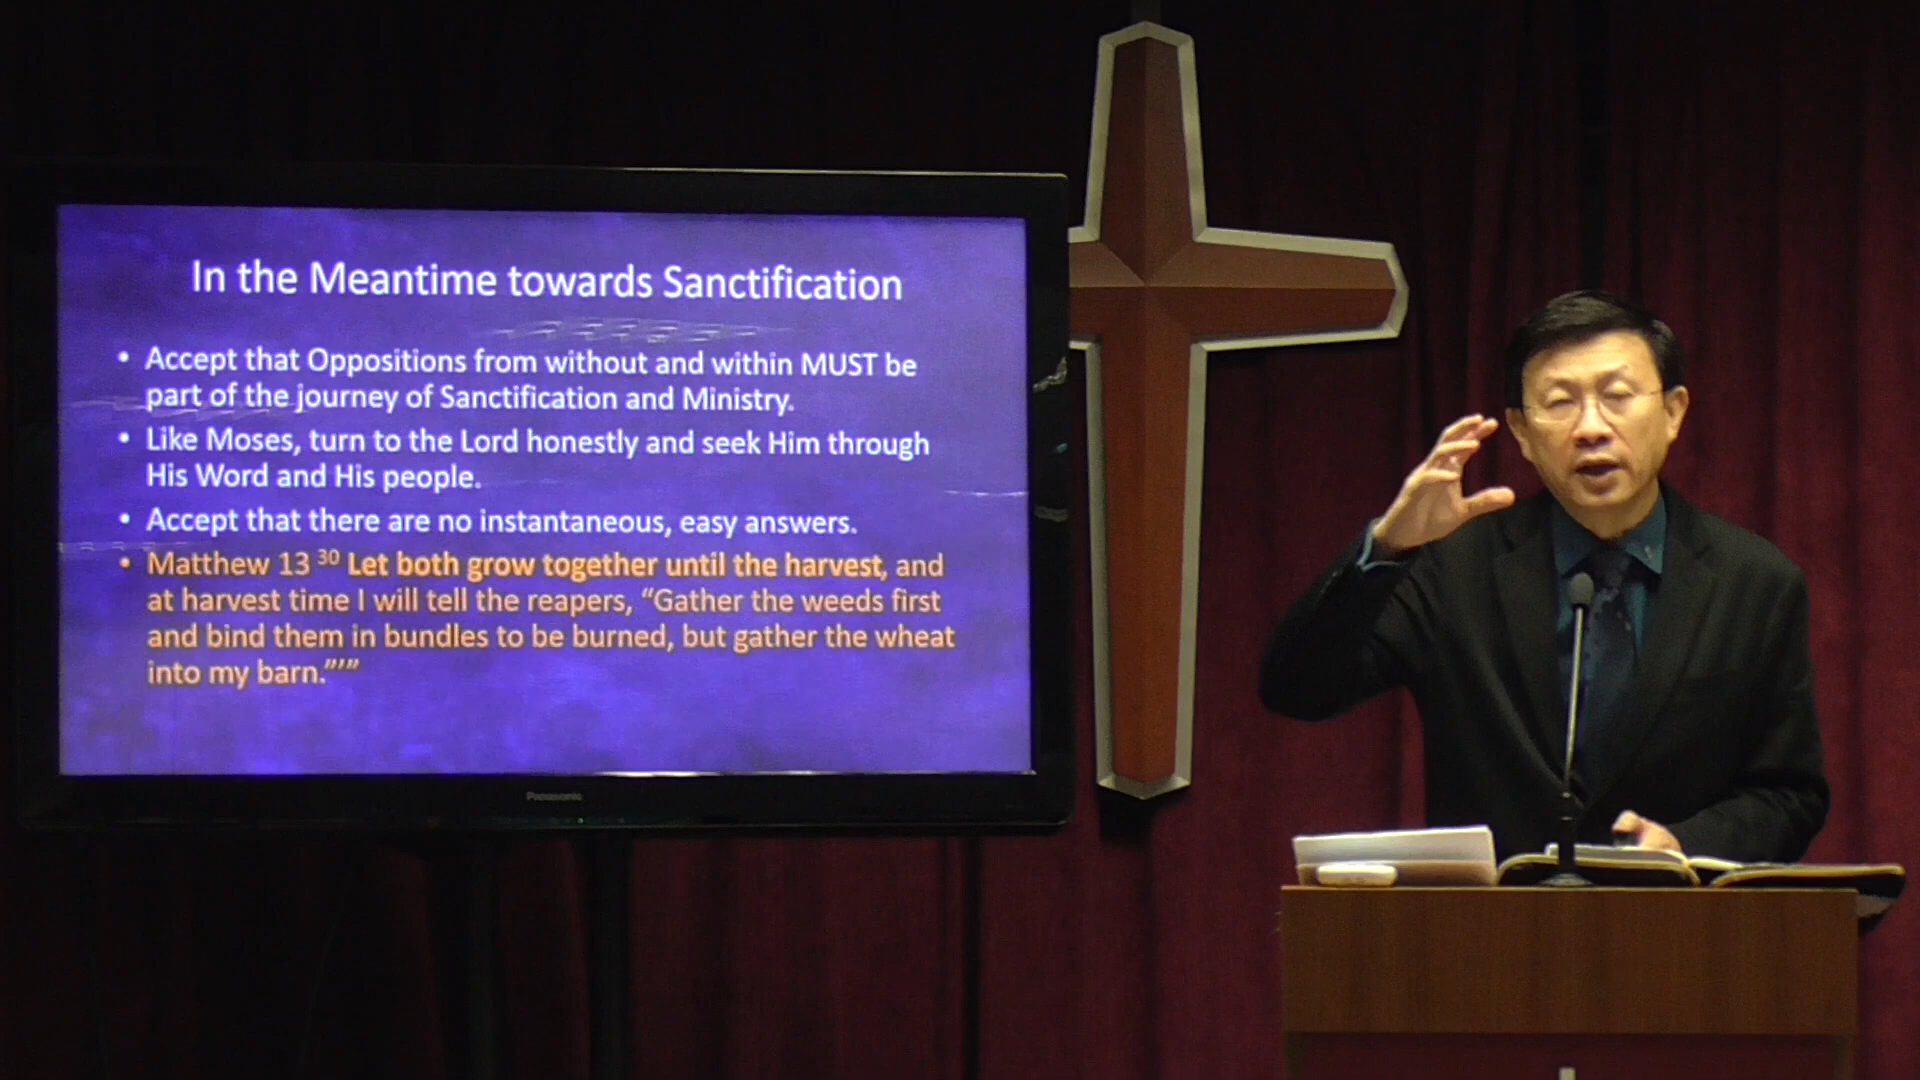 In the Meantime towards Sanctification
• Accept that Oppositions from without and within MUST be
part of the journey of Sanctification and Ministry.
• Like Moses, turn to the Lord honestly and seek Him through
His Word and His people.
• Accept that there are no instantaneous, easy answers.
• Matthew 13 30 Let both grow together until the harvest, and
at harvest time I will tell the reapers, “Gather the weeds first
and bind them in bundles to be burned, but gather the wheat
into my barn.”’”
Panasonic